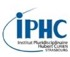 IPHC
Institut Pluridisciplinaire
Hubert CURIEN
STRASBOURG